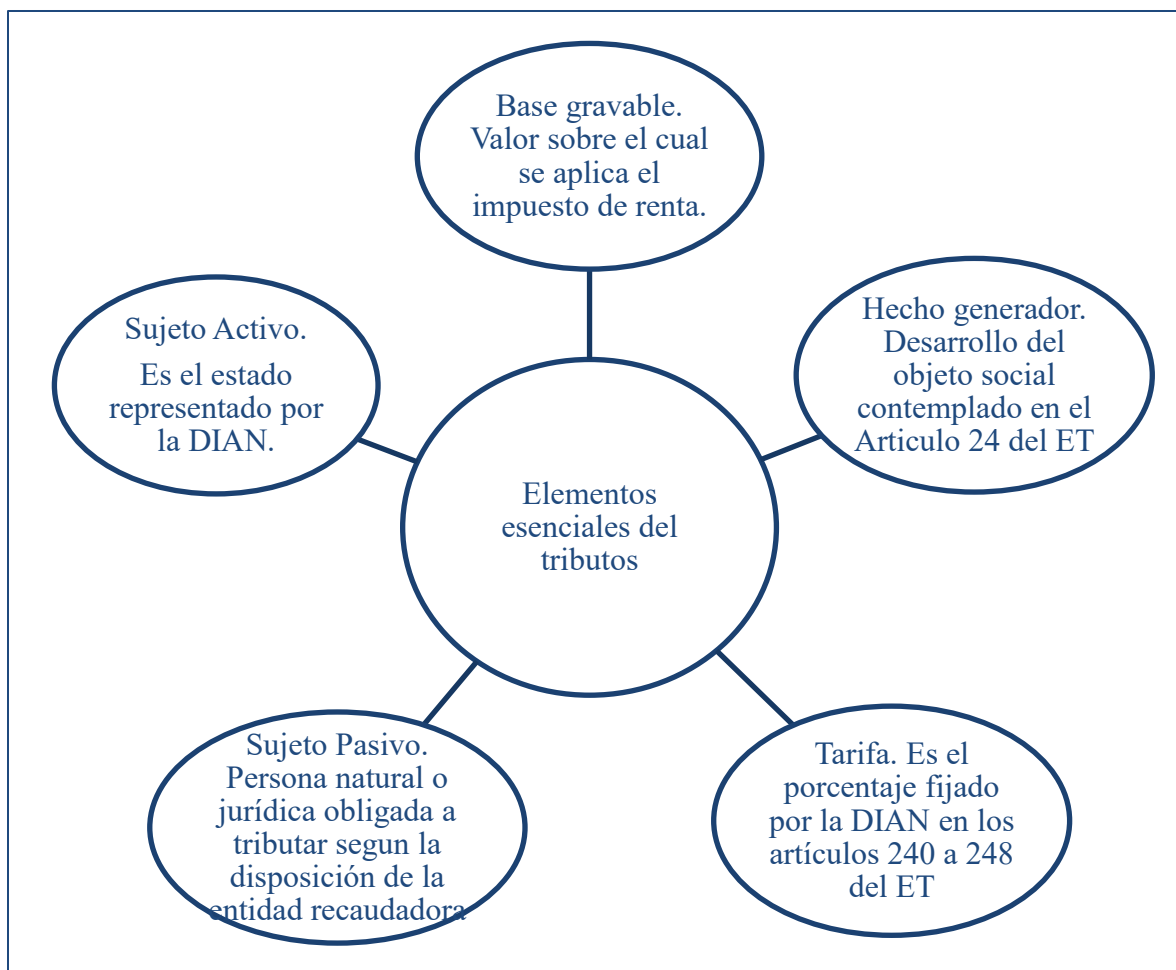 Base gravable.
Valor sobre el cual
se aplica el
impuesto de renta.
Hecho generador.
Desarrollo del
objeto social
contemplado en el
Articulo 24 del ET
Sujeto Activo.
Es el estado
representado por
la DIAN.
Elementos
esenciales del
tributos
Sujeto Pasivo.
Persona natural o
jurídica obligada a
tributar segun la
disposición de la
entidad recaudadora
Tarifa. Es el
porcentaje fijado
por la DIAN en los
artículos 240 a 248
del ET